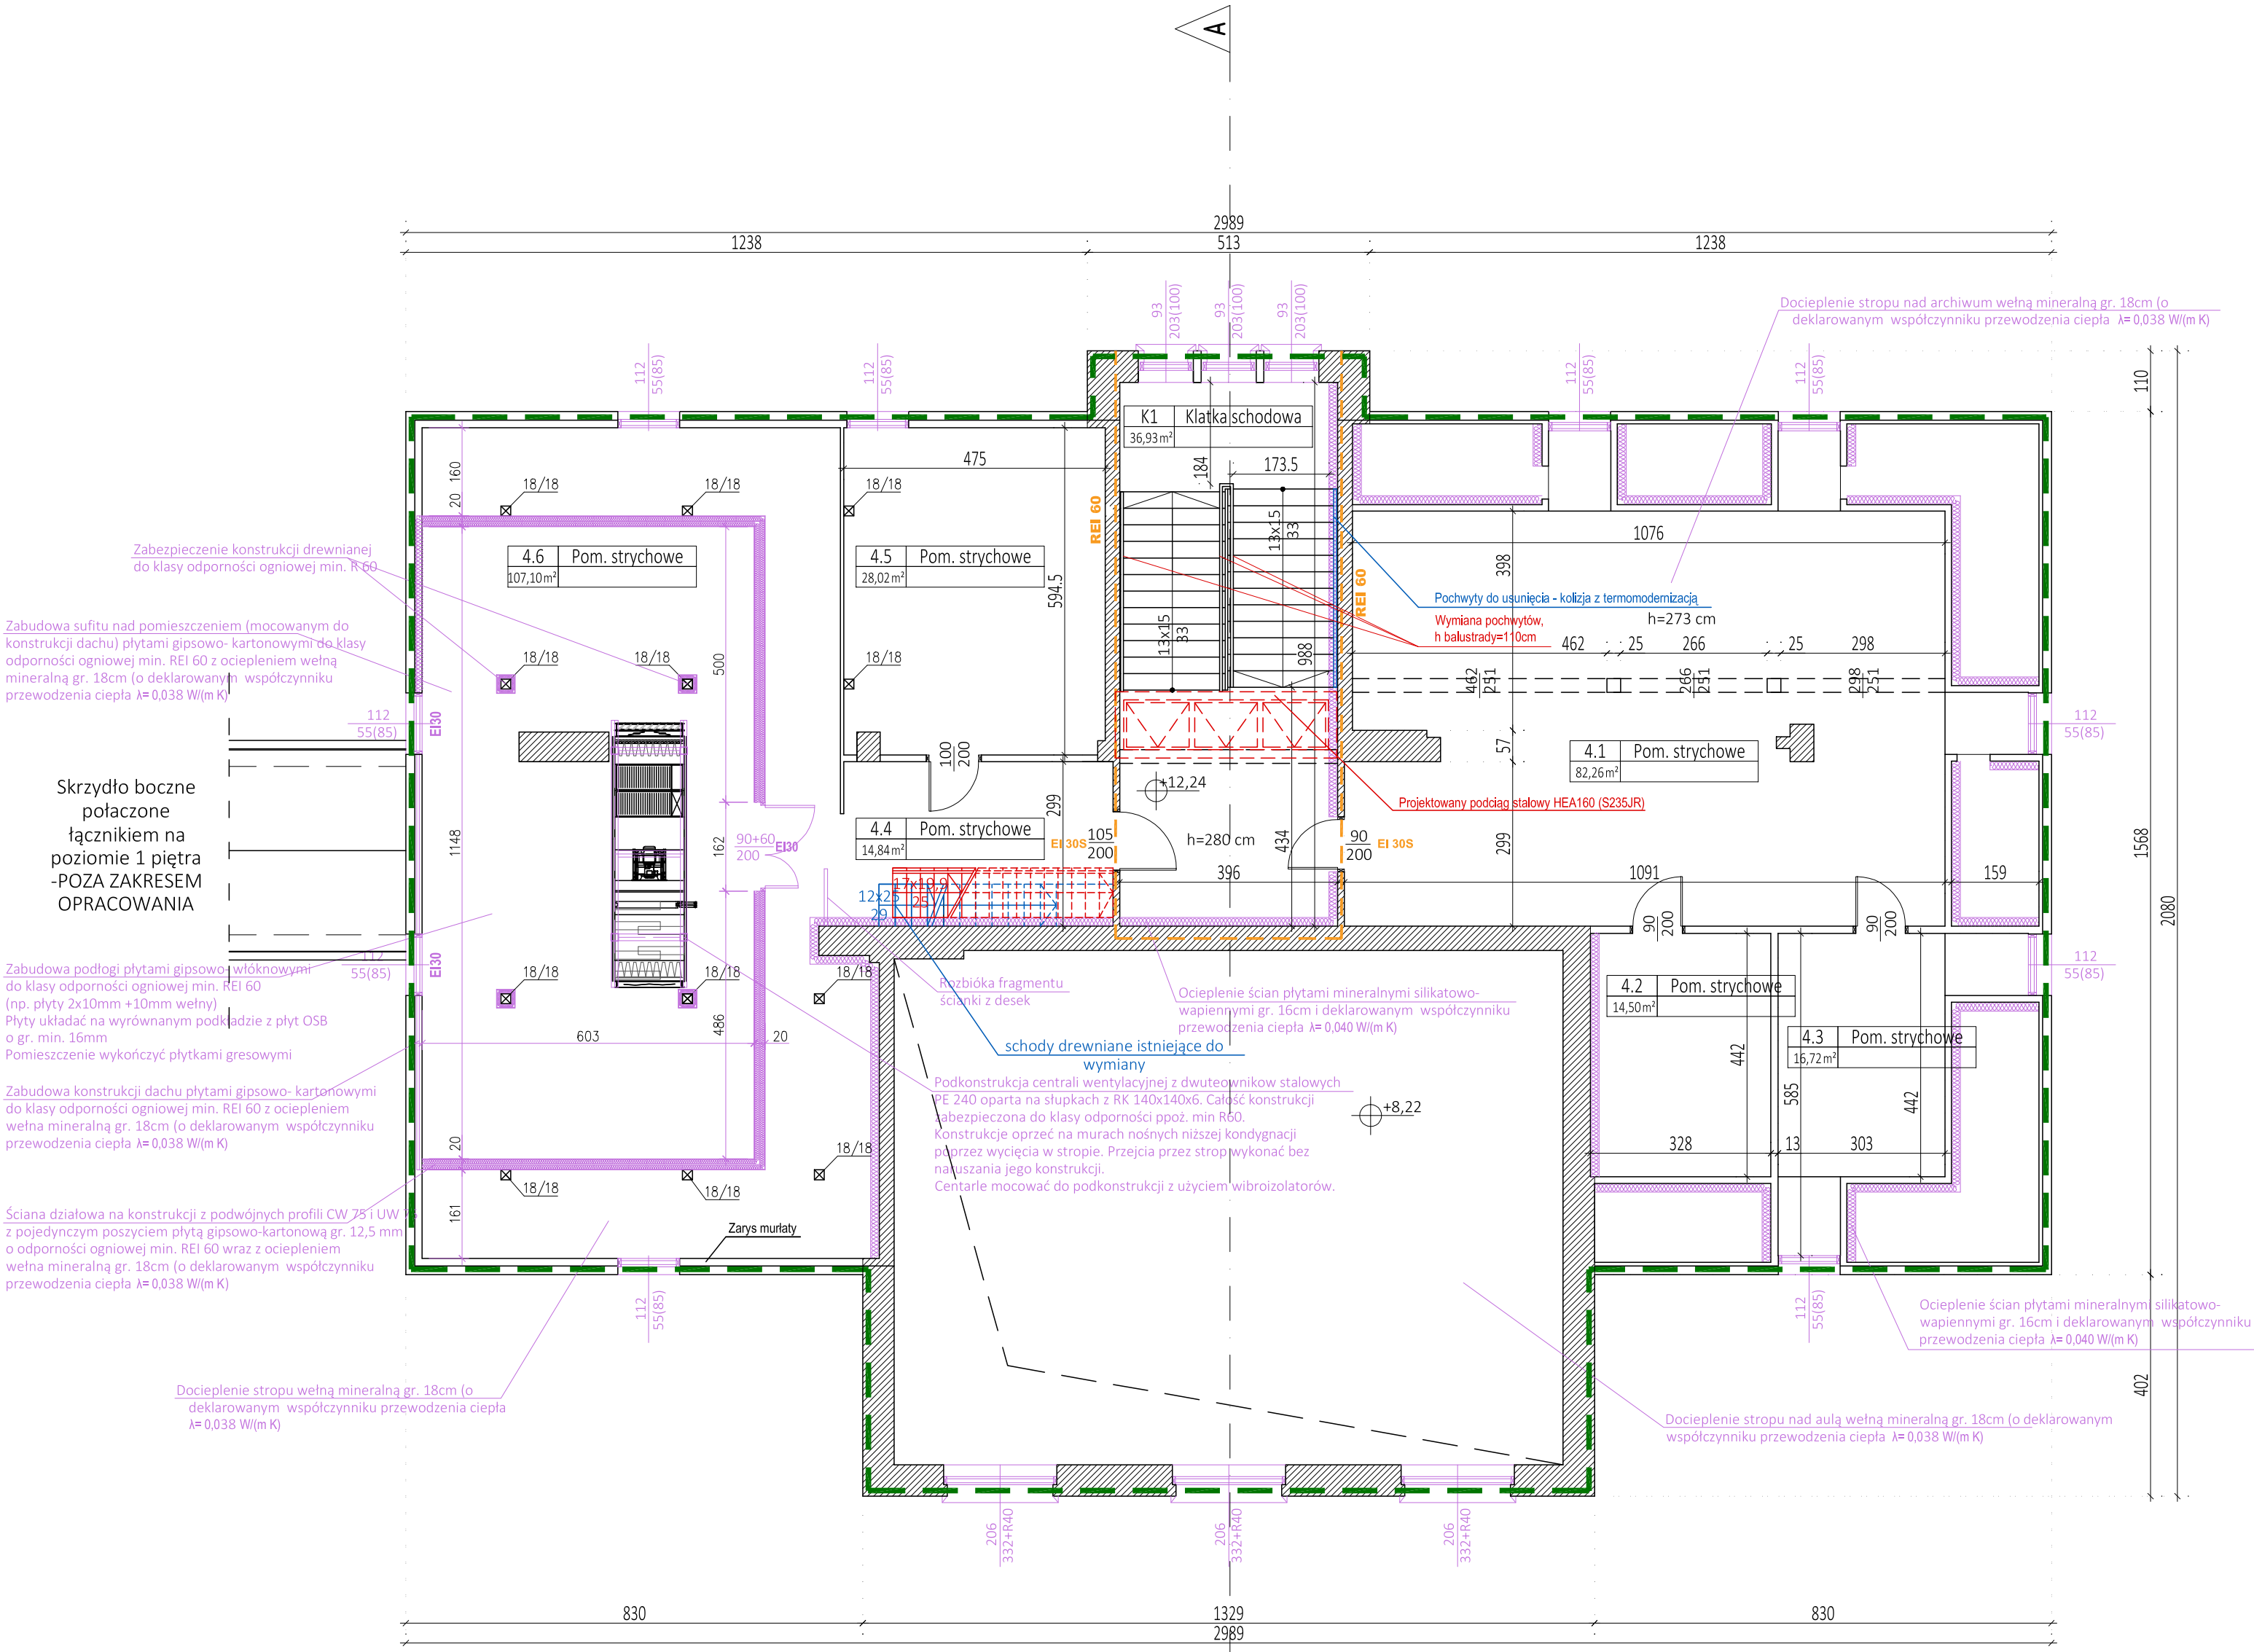 A
2989
1238
513
1238
93
203(100)
93
203(100)
93
203(100)
112
55(85)
112
55(85)
112
55(85)
112
55(85)
Docieplenie stropu nad archiwum wełną mineralną gr. 18cm (o
deklarowanym współczynniku przewodzenia ciepła λ= 0,038 W/(m K)
110
1568
2080
402
K1 Klatka schodowa
36,93m²
184
173.5
475
160
20
18/18
18/18
18/18
REI 60
13x15
33
1076
398
Zabezpieczenie konstrukcji drewnianej
do klasy odporności ogniowej min. R 60
4.6 Pom. strychowe
107,10m²
4.5 Pom. strychowe
28,02m²
594.5
REI 60
Pochwyty do usunięcia - kolizja z termomodernizacją
Wymiana pochwytów,
h balustrady=110cm
h=273 cm
Zabudowa sufitu nad pomieszczeniem (mocowanym do
konstrukcji dachu) płytami gipsowo- kartonowymi do klasy
odporności ogniowej min. REI 60 z ociepleniem wełną
mineralną gr. 18cm (o deklarowanym współczynniku
przewodzenia ciepła λ= 0,038 W/(m K)
18/18
18/18
18/18
500
13x15
33
988
462
25
266
25
298
462
251
266
251
298
251
112
55(85)
EI30
112
55(85)
57
4.1 Pom. strychowe
82,26m²
100
200
Skrzydło boczne
połaczone
łącznikiem na
poziomie 1 piętra
-POZA ZAKRESEM
OPRACOWANIA
+12,24
Projektowany podciąg stalowy HEA160 (S235JR)
1148
162
90+60
200
EI30
4.4 Pom. strychowe
14,84m²
299
EI 30S
105
200
h=280 cm
434
90
200
EI 30S
299
396
1091
159
17x19,9
25
12x25
29
90
200
90
200
112
55(85)
EI30
112
55(85)
Zabudowa podłogi płytami gipsowo- włóknowymi
do klasy odporności ogniowej min. REI 60
(np. płyty 2x10mm +10mm wełny)
Płyty układać na wyrównanym podkładzie z płyt OSB
o gr. min. 16mm
Pomieszczenie wykończyć płytkami gresowymi
18/18
18/18
18/18
Rozbióka fragmentu
ścianki z desek
Ocieplenie ścian płytami mineralnymi silikatowo-
wapiennymi gr. 16cm i deklarowanym współczynniku
przewodzenia ciepła λ= 0,040 W/(m K)
4.2 Pom. strychowe
14,50m²
4.3 Pom. strychowe
16,72m²
603
486
20
schody drewniane istniejące do
wymiany
442
585
442
Zabudowa konstrukcji dachu płytami gipsowo- kartonowymi
do klasy odporności ogniowej min. REI 60 z ociepleniem
wełna mineralną gr. 18cm (o deklarowanym współczynniku
przewodzenia ciepła λ= 0,038 W/(m K)
Podkonstrukcja centrali wentylacyjnej z dwuteownikow stalowych
PE 240 oparta na słupkach z RK 140x140x6. Całość konstrukcji
zabezpieczona do klasy odporności ppoż. min R60.
Konstrukcje oprzeć na murach nośnych niższej kondygnacji
poprzez wycięcia w stropie. Przejcia przez strop wykonać bez
naruszania jego konstrukcji.
Centarle mocować do podkonstrukcji z użyciem wibroizolatorów.
+8,22
328
13
303
20
161
18/18
18/18
18/18
Ściana działowa na konstrukcji z podwójnych profili CW 75 i UW
z pojedynczym poszyciem płytą gipsowo-kartonową gr. 12,5 mm
o odporności ogniowej min. REI 60 wraz z ociepleniem
wełna mineralną gr. 18cm (o deklarowanym współczynniku
przewodzenia ciepła λ= 0,038 W/(m K)
Zarys murłaty
112
55(85)
112
55(85)
Ocieplenie ścian płytami mineralnymi silikatowo-
wapiennymi gr. 16cm i deklarowanym współczynniku
przewodzenia ciepła λ= 0,040 W/(m K)
Docieplenie stropu wełną mineralną gr. 18cm (o
deklarowanym współczynniku przewodzenia ciepła
λ= 0,038 W/(m K)
Docieplenie stropu nad aulą wełną mineralną gr. 18cm (o deklarowanym
współczynniku przewodzenia ciepła λ= 0,038 W/(m K)
206
332+R40
206
332+R40
206
332+R40
830
1329
830
2989